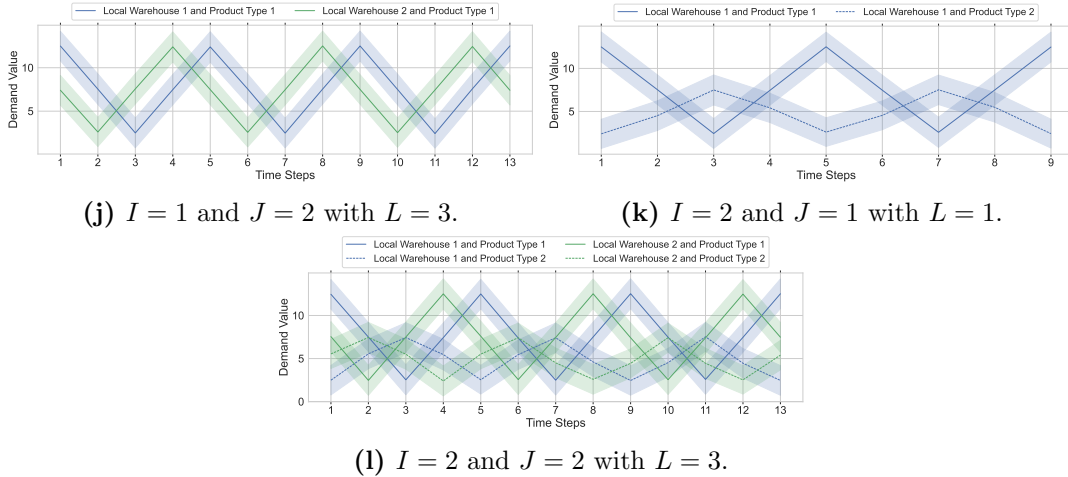 Local Warehouse 1 and Product Type 1 Local Warehouse 2 and Product Type 1
Demand Value
10
5
1 2 3 4 5 6 7 8 9 10 11 12 13
Time Steps
(j) I = 1 and J = 2 with L = 3.
Local Warehouse 1 and Product Type 1 Local Warehouse 1 and Product Type 2
Demand Value
10
5
1 2 3 4 5 6 7 8 9
Time Steps
(k) I = 2 and J = 1 with L = 1.
Local Warehouse 1 and Product Type 1 Local Warehouse 2 and Product Type 1
Local Warehouse 1 and Product Type 2 Local Warehouse 2 and Product Type 2
Demand Value
10
5
0
1 2 3 4 5 6 7 8 9 10 11 12 13
Time Steps
(l) I = 2 and J = 2 with L = 3.